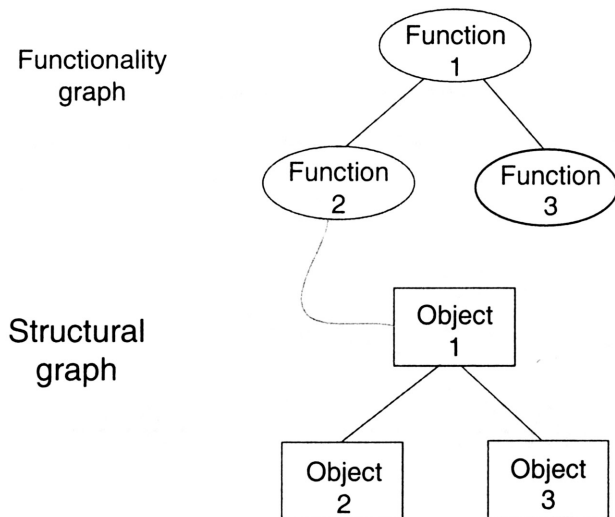 Functionality
graph
Function
1
Function
2
Function
3
Structural
graph
Object
1
Object
2
Object
3